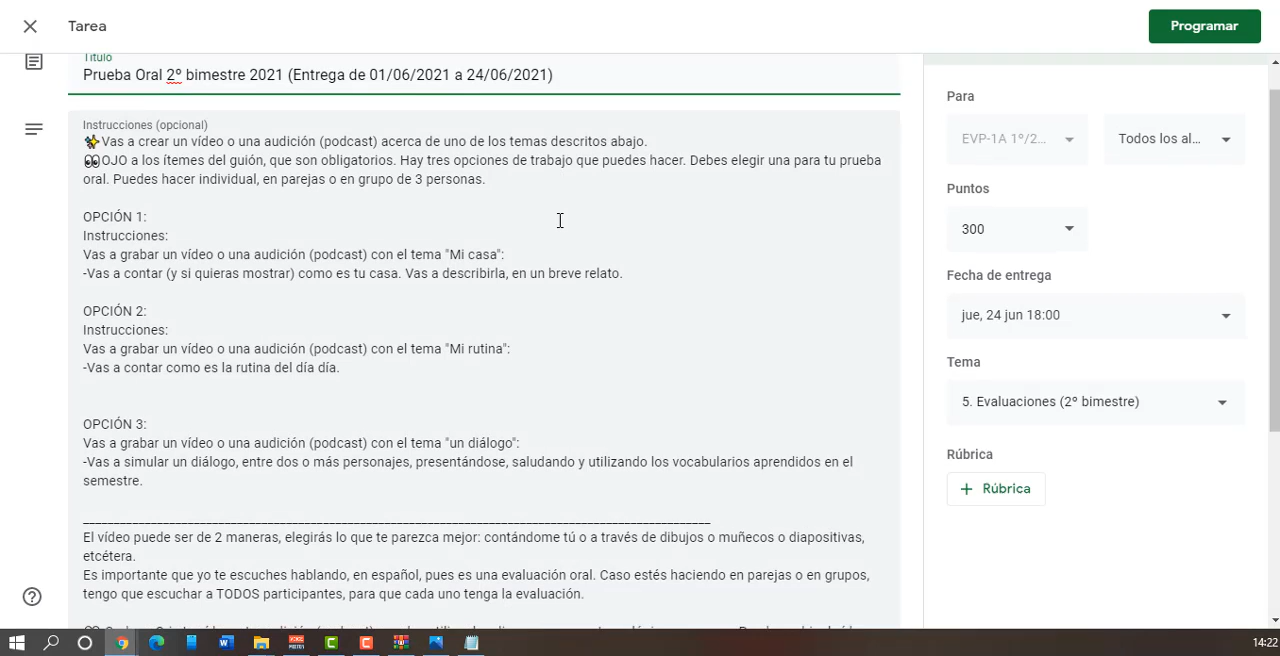 Tarea
Programar
Título
Prueba Oral 2º bimestre 2021 (Entrega de 01/06/2021 a 24/06/2021)
Instrucciones (opcional)
✨Vas a crear un vídeo o una audición (podcast) acerca de uno de los temas descritos abajo.
👀OJO a los ítemes del guión, que son obligatorios. Hay tres opciones de trabajo que puedes hacer. Debes elegir una para tu prueba
oral. Puedes hacer individual, en parejas o en grupo de 3 personas.
OPCIÓN 1:
Instrucciones:
Vas a grabar un vídeo o una audición (podcast) con el tema "Mi casa":
-Vas a contar (y si quieras mostrar) como es tu casa. Vas a describirla, en un breve relato.
OPCIÓN 2:
Instrucciones:
Vas a grabar un vídeo o una audición (podcast) con el tema "Mi rutina":
-Vas a contar como es la rutina del día día.
OPCIÓN 3:
Vas a grabar un vídeo o una audición (podcast) con el tema "un diálogo":
-Vas a simular un diálogo, entre dos o más personajes, presentándose, saludando y utilizando los vocabularios aprendidos en el
semestre.
El vídeo puede ser de 2 maneras, elegirás lo que te parezca mejor: contándome tú o a través de dibujos o muñecos o diapositivas,
etcétera.
Es importante que yo te escuches hablando, en español, pues es una evaluación oral. Caso estés haciendo en parejas o en grupos,
tengo que escuchar a TODOS participantes, para que cada uno tenga la evaluación.
Para
EVP-1A 1º/2...
Todos los al...
Puntos
300
Fecha de entrega
jue, 24 jun 18:00
Tema
5. Evaluaciones (2º bimestre)
Rúbrica
+ Rúbrica
14:22